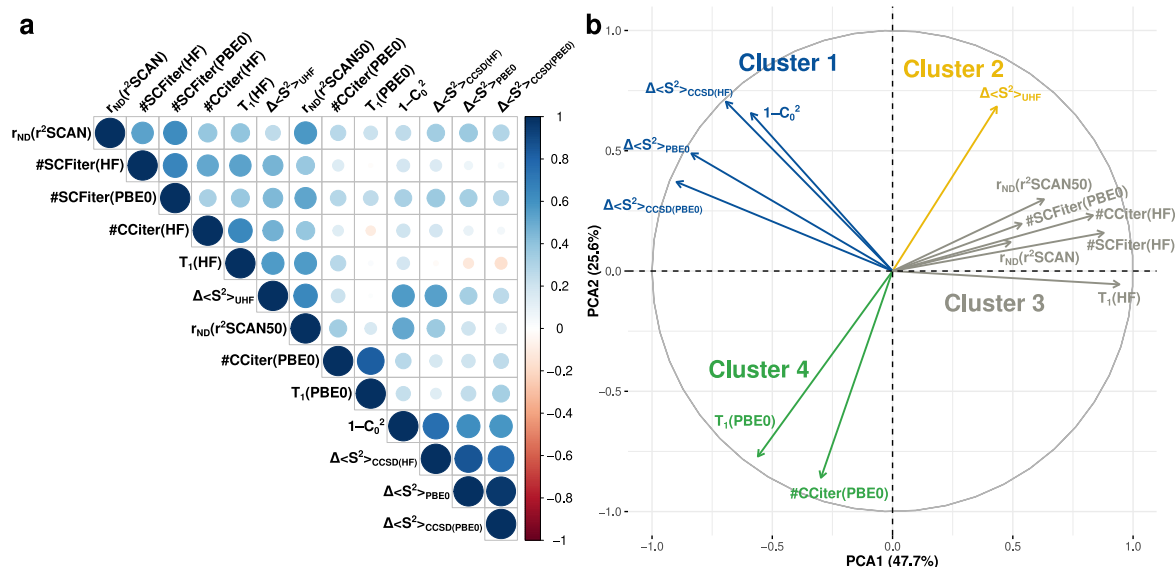 a
r_ND(r²SCAN)
#SCFiter(HF)
#SCFiter(PBE0)
#CCiter(HF)
T₁(HF)
Δ<S²>_UHF
r_ND(r²SCAN50)
#CCiter(PBE0)
T₁(PBE0)
1−C₀²
Δ<S²>_CCSD(HF)
Δ<S²>_PBE0
Δ<S²>_CCSD(PBE0)
r_ND(r²SCAN)
#SCFiter(HF)
#SCFiter(PBE0)
#CCiter(HF)
T₁(HF)
Δ<S²>_UHF
r_ND(r²SCAN50)
#CCiter(PBE0)
T₁(PBE0)
1−C₀²
Δ<S²>_CCSD(HF)
Δ<S²>_PBE0
Δ<S²>_CCSD(PBE0)
1
0.8
0.6
0.4
0.2
0
−0.2
−0.4
−0.6
−0.8
−1
b
Cluster 1
Cluster 2
Δ<S²>_CCSD(HF)
1−C₀²
Δ<S²>_UHF
Δ<S²>_PBE0
Δ<S²>_CCSD(PBE0)
r_ND(r²SCAN50)
#SCFiter(PBE0)
#CCiter(HF)
#SCFiter(HF)
r_ND(r²SCAN)
T₁(HF)
Cluster 3
Cluster 4
T₁(PBE0)
#CCiter(PBE0)
1.0
0.5
0.0
−0.5
−1.0
PCA2 (25.6%)
−1.0
−0.5
0.0
0.5
1.0
PCA1 (47.7%)